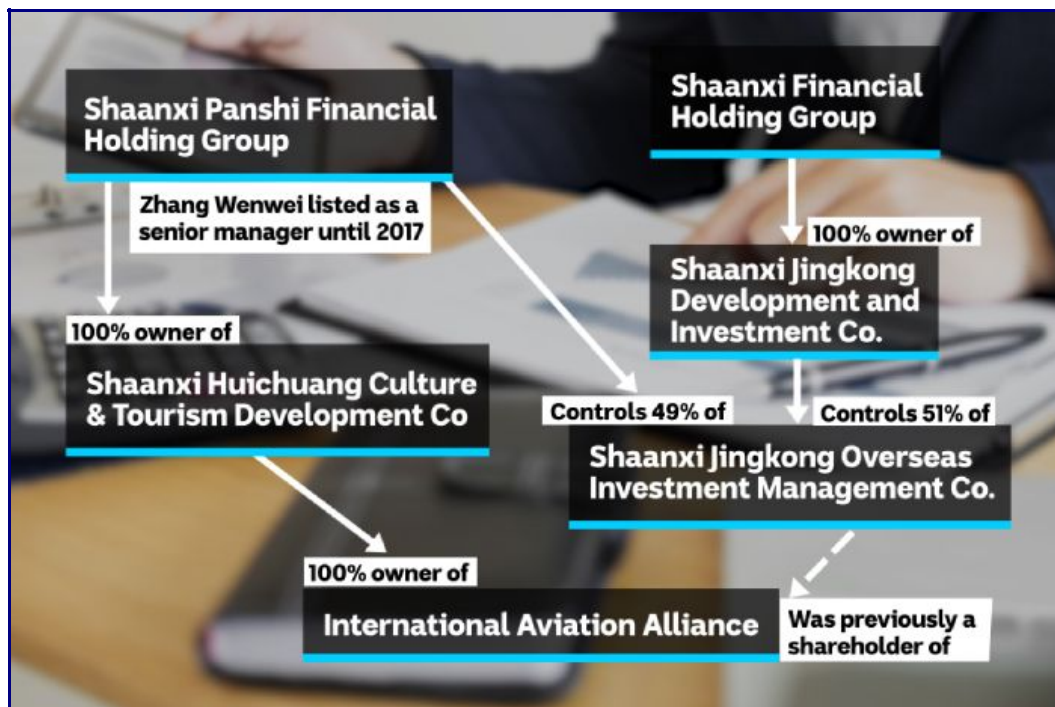 Shaanxi Panshi Financial
Holding Group
Shaanxi Financial
Holding Group
Zhang Wenwei listed as a
senior manager until 2017
100% owner of
Shaanxi Jingkong
Development and
Investment Co.
100% owner of
Shaanxi Huichuang Culture
& Tourism Development Co
Controls 49% of
Controls 51% of
Shaanxi Jingkong Overseas
Investment Management Co.
100% owner of
International Aviation Alliance
Was previously a
shareholder of